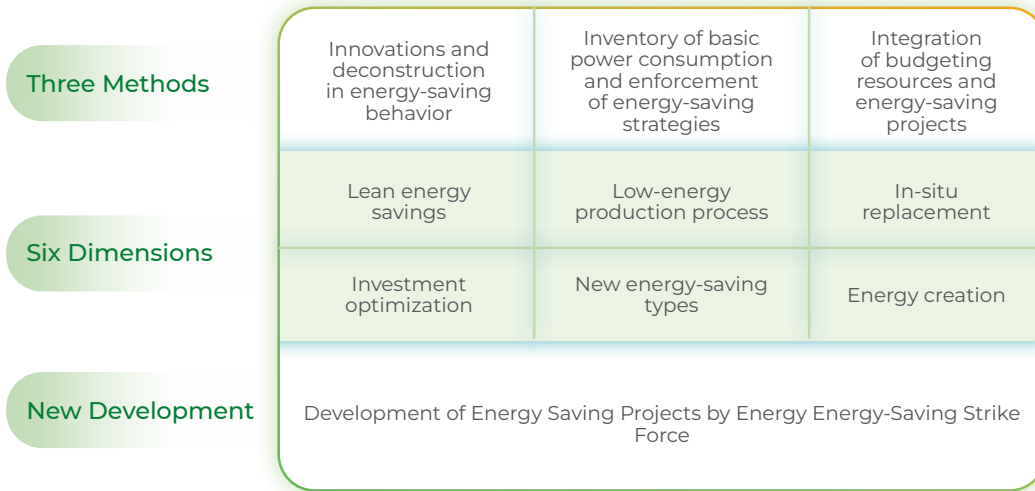 Three Methods
Innovations and
deconstruction
in energy-saving
behavior
Inventory of basic
power consumption
and enforcement
of energy-saving
strategies
Integration
of budgeting
resources and
energy-saving
projects
Six Dimensions
Lean energy
savings
Low-energy
production process
In-situ
replacement
Investment
optimization
New energy-saving
types
Energy creation
New Development
Development of Energy Saving Projects by Energy Energy-Saving Strike
Force